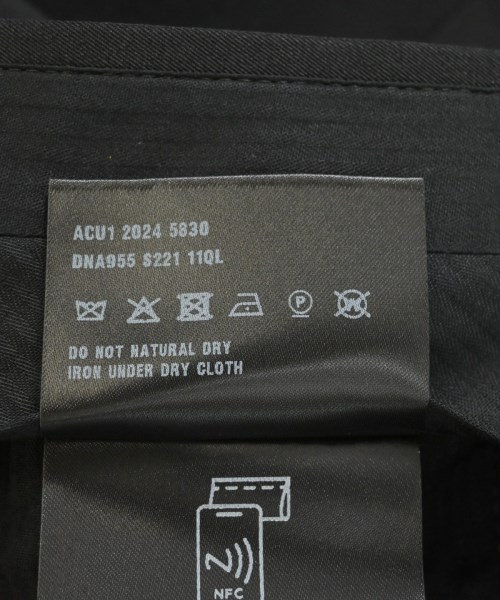 ACU1 2024 5830
DNA955 S221 11QL
P W
DO NOT NATURAL DRY
IRON UNDER DRY CLOTH
N
NFC